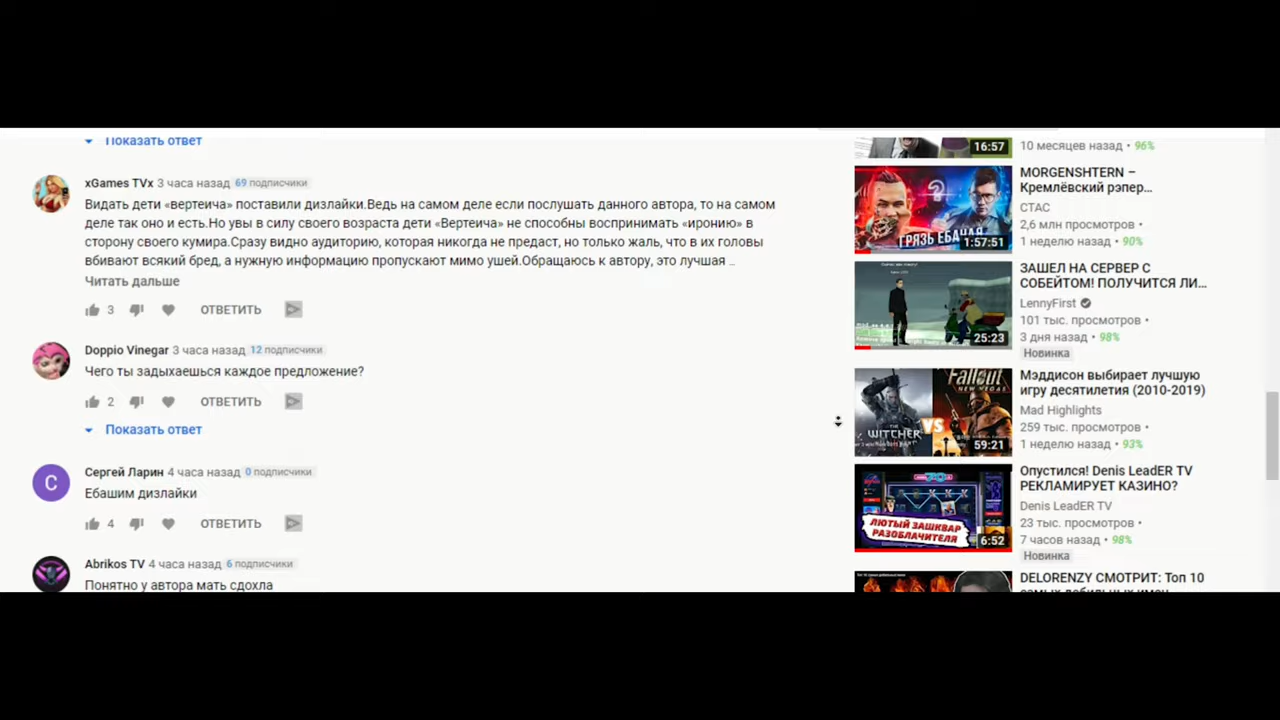 Показать ответ
xGames TVx 3 часа назад 69 подписчики
Видать дети «вертеича» поставили дизлайки.Ведь на самом деле если послушать данного автора, то на самом
деле так оно и есть.Но увы в силу своего возраста дети «Вертеич» не способны воспринимать «иронию» в
сторону своего кумира.Сразу видно аудиторию, которая никогда не предаст, но только жаль, что в их головы
вбивают всякий бред, а нужную информацию пропускают мимо ушей.Обращаюсь к автору, это лучшая ...
Читать дальше
3 ОТВЕТИТЬ
Doppio Vinegar 3 часа назад 12 подписчики
Чего ты задыхаешься каждое предложение?
2 ОТВЕТИТЬ
Показать ответ
С
Сергей Ларин 4 часа назад 0 подписчики
Ебашим дизлайки
4 ОТВЕТИТЬ
Abrikos TV 4 часа назад 6 подписчики
Понятно у автора мать сдохла
16:57
10 месяцев назад • 96%
ГРЯЗЬ ЕБАНАЯ
1:57:51
MORGENSHTERN –
Кремлёвский рэпер...
СТАС
2,6 млн просмотров •
1 неделю назад • 90%
25:23
ЗАШЕЛ НА СЕРВЕР С
СОБЕЙТОМ! ПОЛУЧИТСЯ ЛИ...
LennyFirst
101 тыс. просмотров •
3 дня назад • 98%
Новинка
THE WITCHER
VS
Fallout
NEW VEGAS
59:21
Мэддисон выбирает лучшую
игру десятилетия (2010-2019)
Mad Highlights
259 тыс. просмотров •
1 неделю назад • 93%
ЛЮТЫЙ ЗАШКВАР
РАЗОБЛАЧИТЕЛЯ
6:52
Опустился! Denis LeadER TV
РЕКЛАМИРУЕТ КАЗИНО?
Denis LeadER TV
23 тыс. просмотров •
7 часов назад • 98%
Новинка
DELORENZY СМОТРИТ: Топ 10
самых дебильных имен